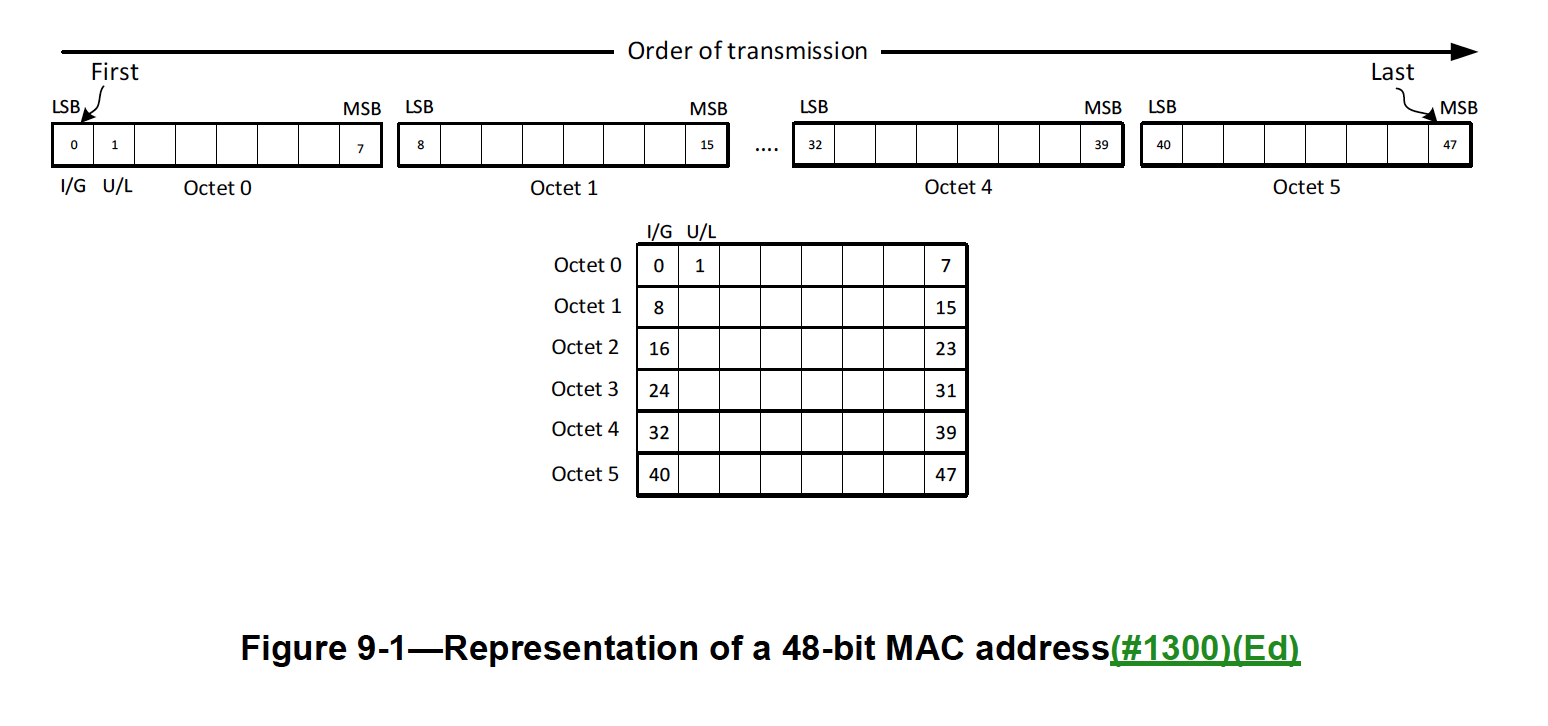 Order of transmission
First Last
LSB MSB LSB MSB LSB MSB LSB MSB
0 1 7 8 15 .... 32 39 40 47
I/G U/L Octet 0 Octet 1 Octet 4 Octet 5
I/G U/L
Octet 0 0 1 7
Octet 1 8 15
Octet 2 16 23
Octet 3 24 31
Octet 4 32 39
Octet 5 40 47
Figure 9-1—Representation of a 48-bit MAC address(#1300)(Ed)